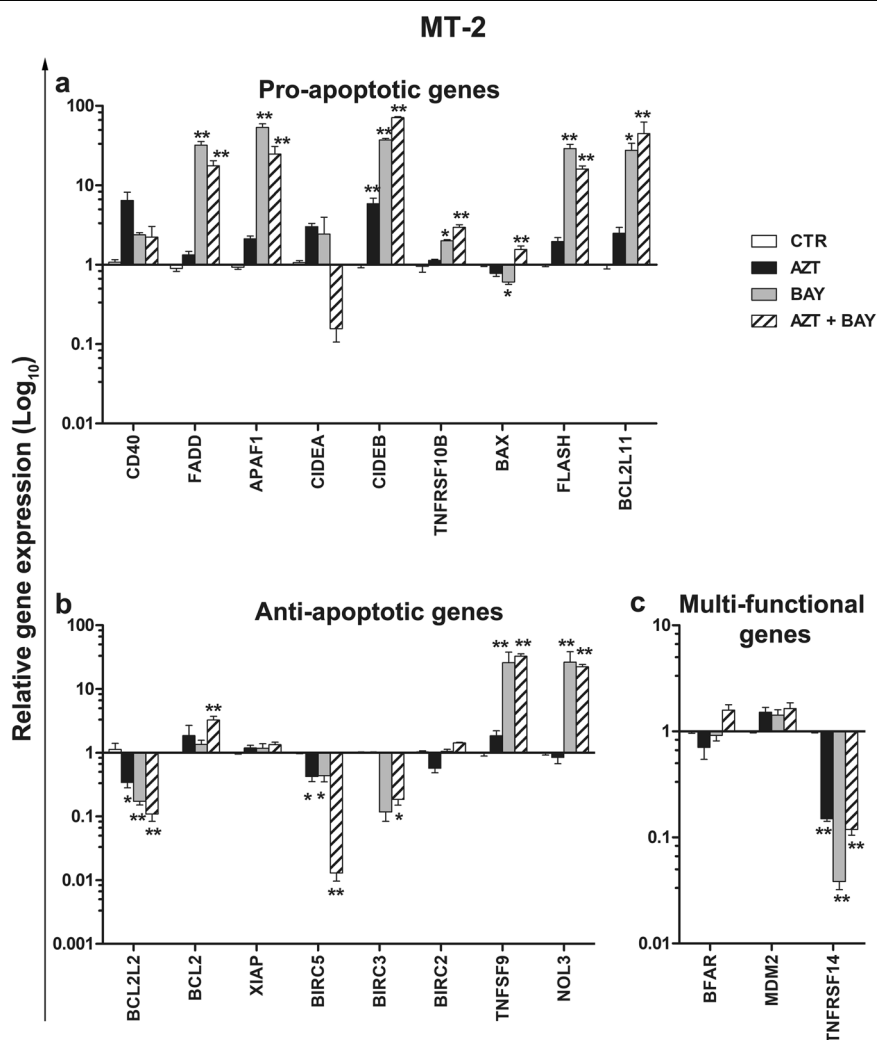 MT-2
a
Pro-apoptotic genes
100
10
1
0.1
0.01
** ** ** ** ** ** ** * ** ** * ** ** * **
CD40
FADD
APAF1
CIDEA
CIDEB
TNFRSF10B
BAX
FLASH
BCL2L11
CTR
AZT
BAY
AZT + BAY
Relative gene expression (Log10)
b
Anti-apoptotic genes
100
10
1
0.1
0.01
0.001
* ** ** ** * * ** * ** ** ** **
BCL2L2
BCL2
XIAP
BIRC5
BIRC3
BIRC2
TNFSF9
NOL3
c
Multi-functional
genes
10
1
0.1
0.01
** ** **
BFAR
MDM2
TNFRSF14